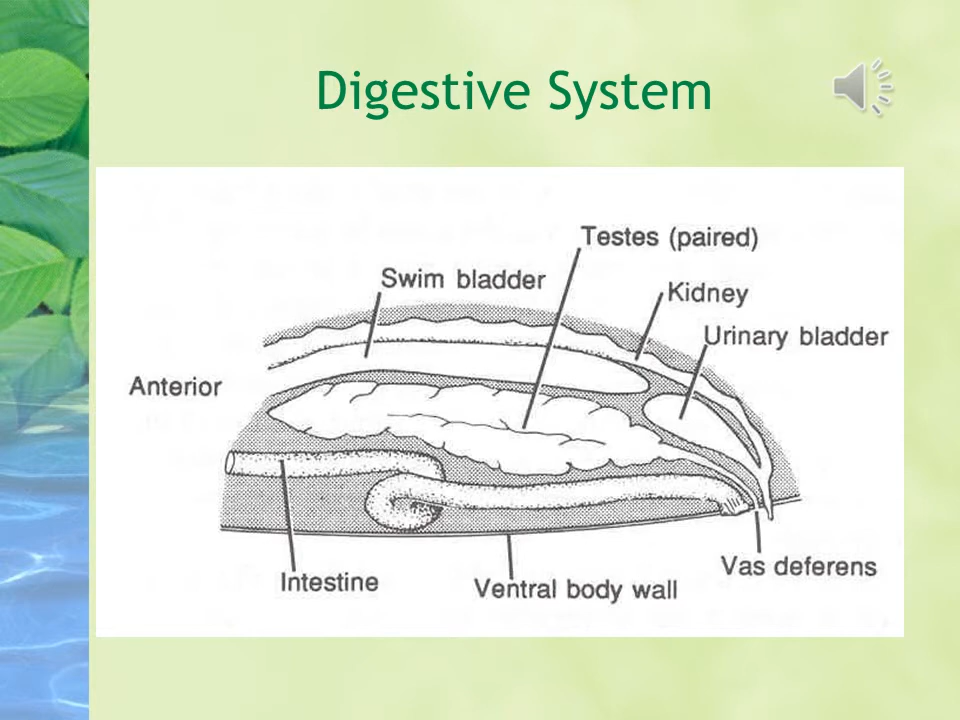 Digestive System
Testes (paired)
Swim bladder
Kidney
Urinary bladder
Anterior
Vas deferens
Intestine
Ventral body wall